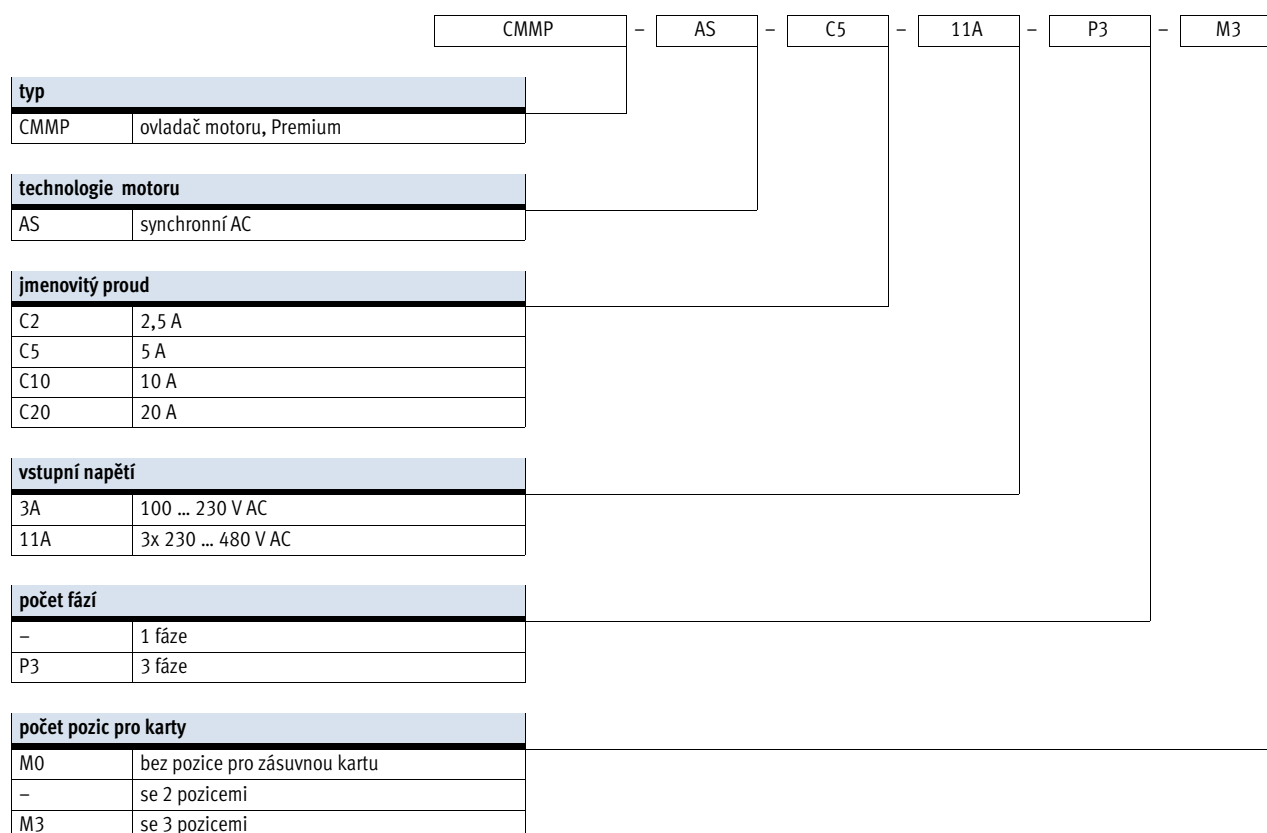 CMMP – AS – C5 – 11A – P3 – M3
typ
CMMP ovladač motoru, Premium
technologie motoru
AS synchronní AC
jmenovitý proud
C2 2,5 A
C5 5 A
C10 10 A
C20 20 A
vstupní napětí
3A 100 … 230 V AC
11A 3x 230 … 480 V AC
počet fází
– 1 fáze
P3 3 fáze
počet pozic pro karty
M0 bez pozice pro zásuvnou kartu
– se 2 pozicemi
M3 se 3 pozicemi